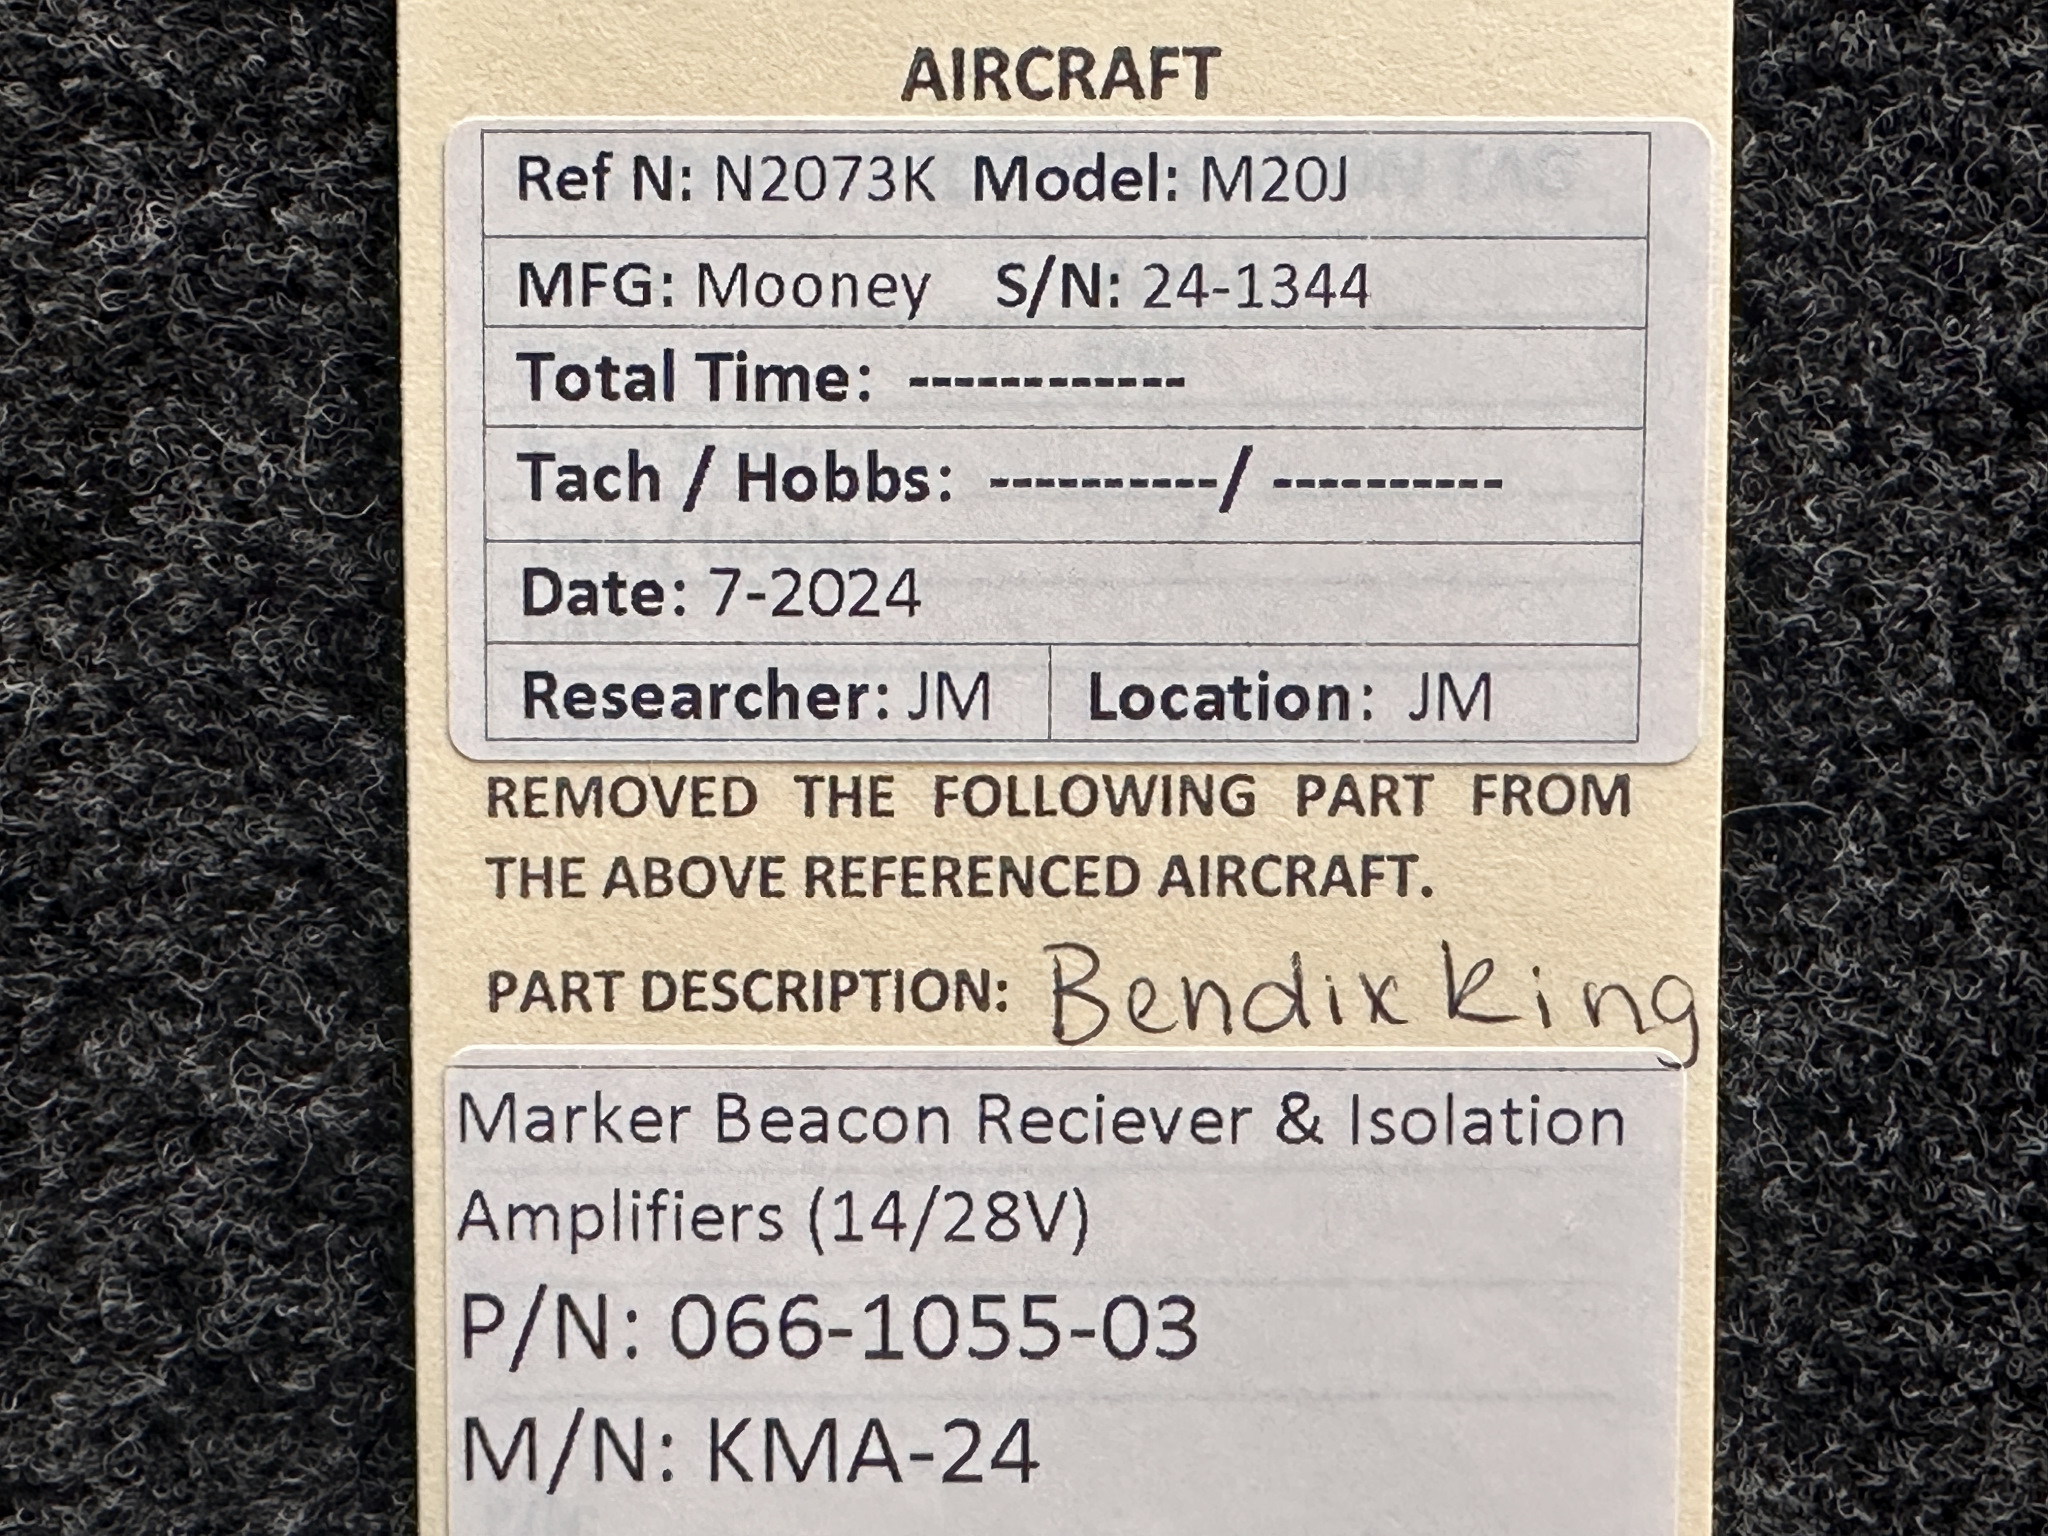 AIRCRAFT
Ref N: N2073K Model: M20J
MFG: Mooney S/N: 24-1344
Total Time: ------------
Tach / Hobbs: ----------/ ----------
Date: 7-2024
Researcher: JM Location: JM
REMOVED THE FOLLOWING PART FROM
THE ABOVE REFERENCED AIRCRAFT.
PART DESCRIPTION: Bendix King
Marker Beacon Reciever & Isolation
Amplifiers (14/28V)
P/N: 066-1055-03
M/N: KMA-24